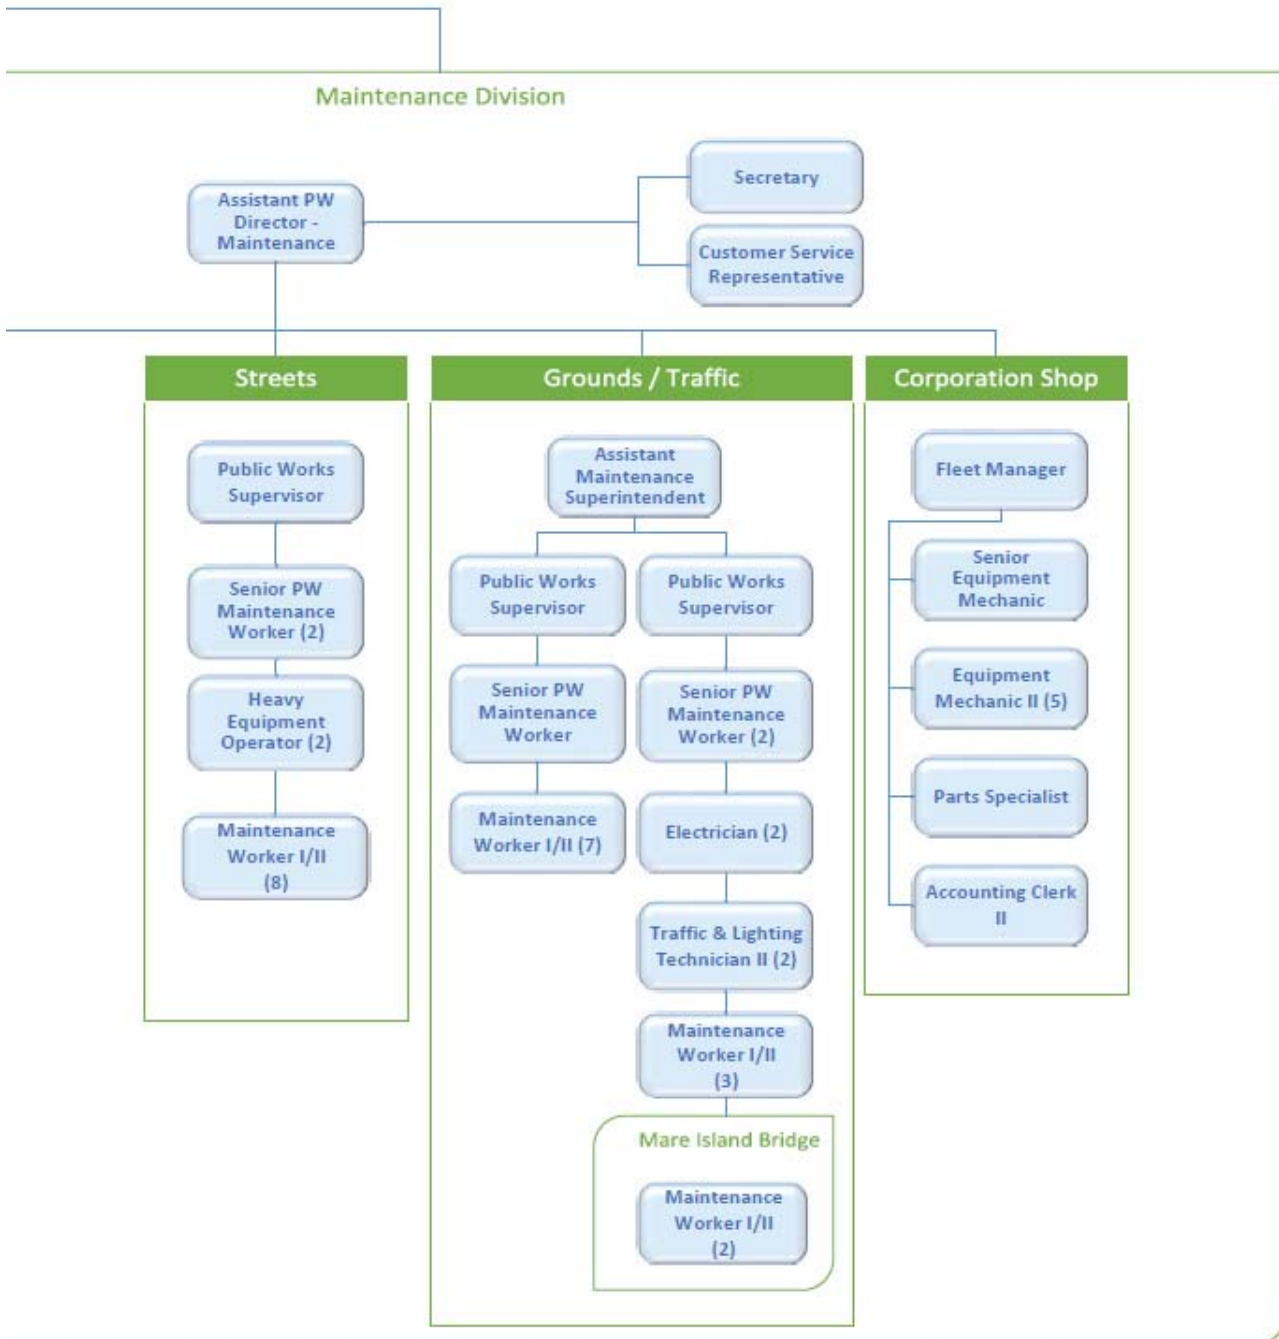 Maintenance Division
Secretary
Assistant PW
Director -
Maintenance
Customer Service
Representative
Streets
Public Works
Supervisor
Senior PW
Maintenance
Worker (2)
Heavy
Equipment
Operator (2)
Maintenance
Worker I/II
(8)
Grounds / Traffic
Assistant
Maintenance
Superintendent
Public Works
Supervisor
Senior PW
Maintenance
Worker
Maintenance
Worker I/II (7)
Public Works
Supervisor
Senior PW
Maintenance
Worker (2)
Electrician (2)
Traffic & Lighting
Technician II (2)
Maintenance
Worker I/II
(3)
Mare Island Bridge
Maintenance
Worker I/II
(2)
Corporation Shop
Fleet Manager
Senior
Equipment
Mechanic
Equipment
Mechanic II (5)
Parts Specialist
Accounting Clerk
II